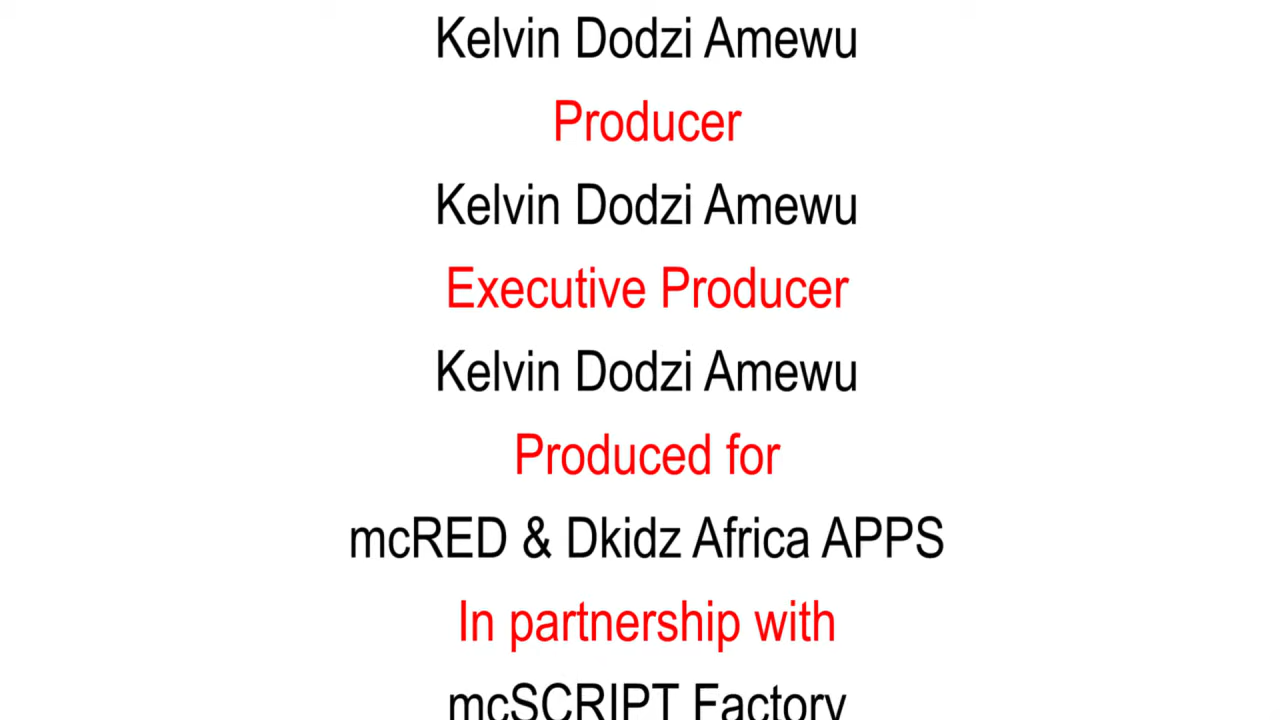 Kelvin Dodzi Amewu
Producer
Kelvin Dodzi Amewu
Executive Producer
Kelvin Dodzi Amewu
Produced for
mcRED & Dkidz Africa APPS
In partnership with
mcSCRIPT Factory